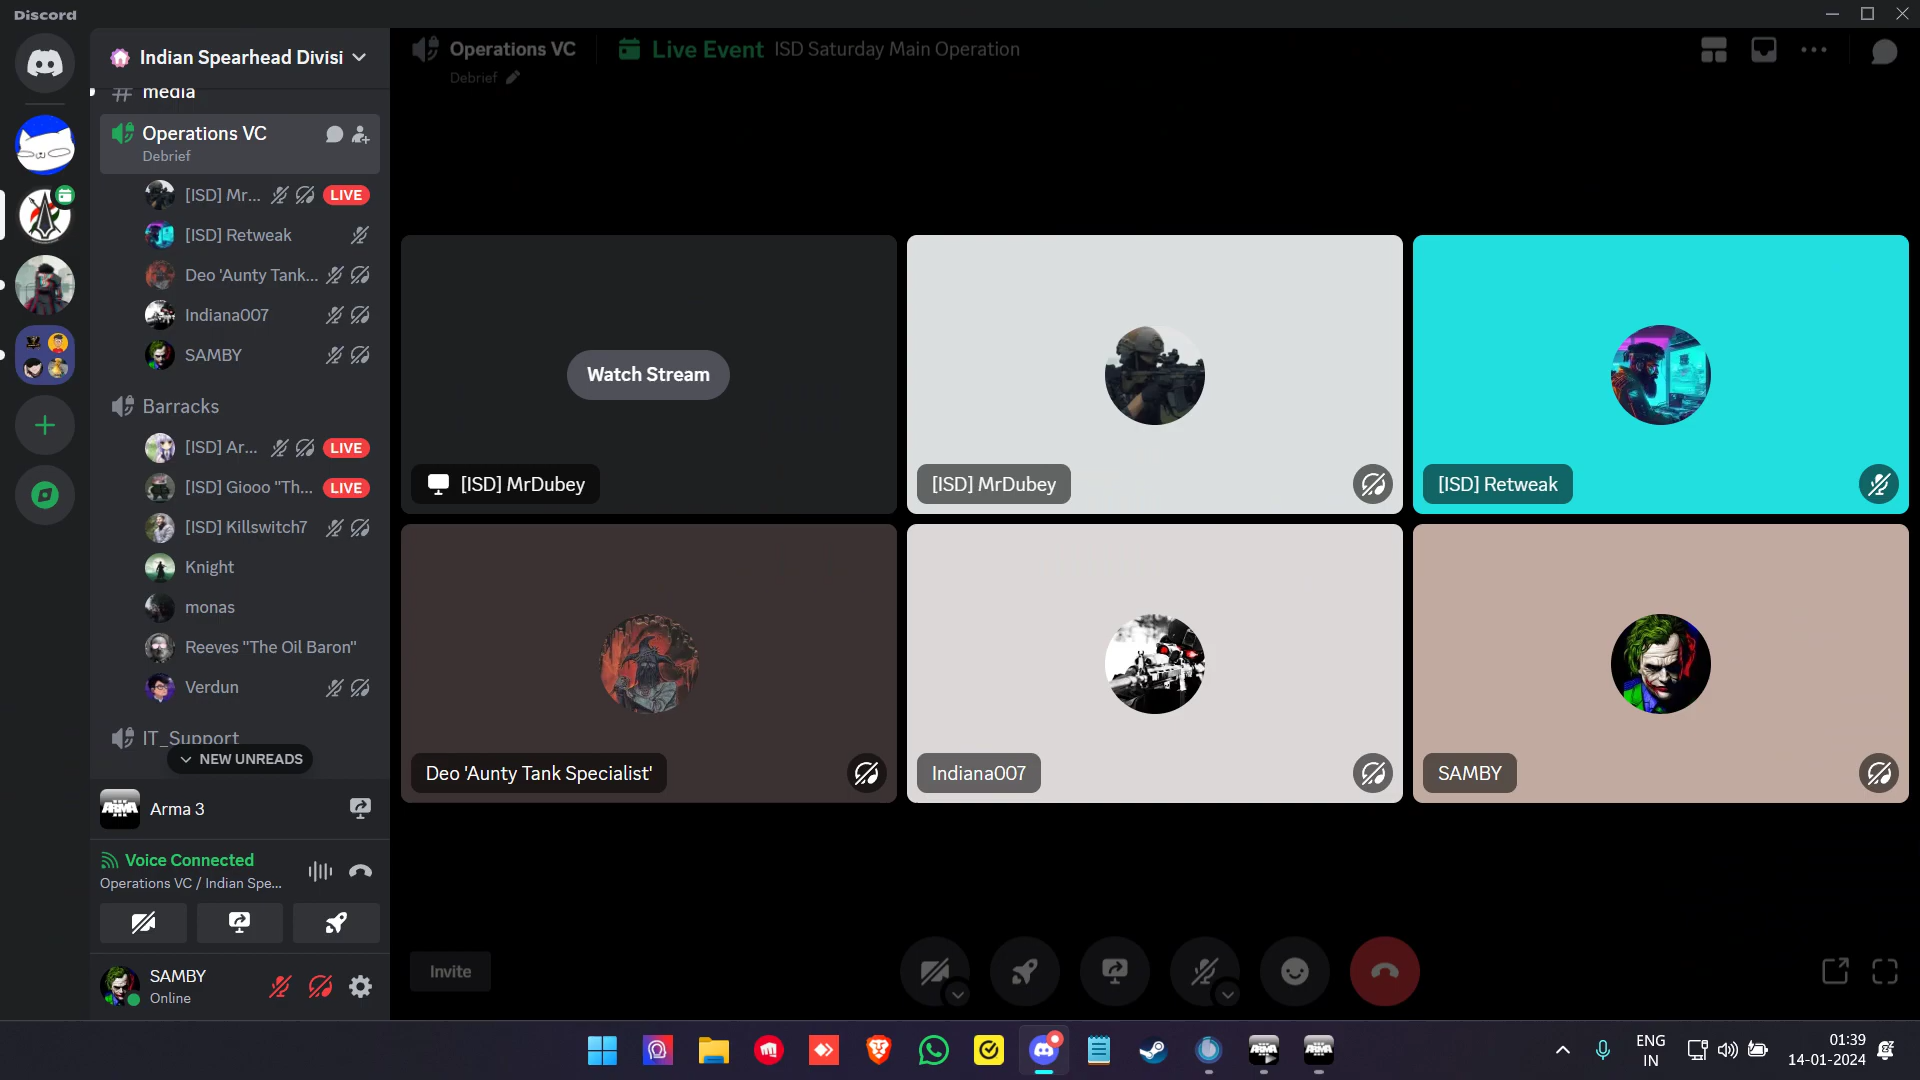 Discord
Indian Spearhead Divisi
media
Operations VC
Debrief
[ISD] Mr...
LIVE
[ISD] Retweak
Deo 'Aunty Tank...
Indiana007
SAMBY
Barracks
[ISD] Ar...
LIVE
[ISD] Giooo "Th...
LIVE
[ISD] Killswitch7
Knight
monas
Reeves "The Oil Baron"
Verdun
IT_Support
NEW UNREADS
ARMA
Arma 3
Voice Connected
Operations VC / Indian Spe...
SAMBY
Online
Operations VC
Live Event
ISD Saturday Main Operation
Debrief
Watch Stream
[ISD] MrDubey
[ISD] MrDubey
[ISD] Retweak
Deo 'Aunty Tank Specialist'
Indiana007
SAMBY
Invite
ARMA
ARMA
ENG
IN
01:39
14-01-2024